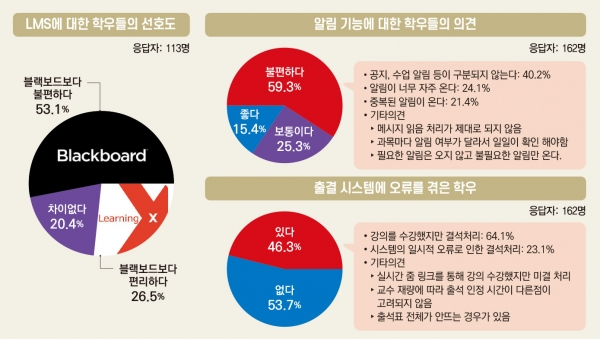 LMS에 대한 학우들의 선호도
응답자: 113명
블랙보드보다
불편하다
53.1%
Blackboard™
차이없다
20.4%
Learning X
블랙보드보다
편리하다
26.5%
알림 기능에 대한 학우들의 의견
응답자: 162명
불편하다
59.3%
좋다
15.4%
보통이다
25.3%
• 공지, 수업 알림 등이 구분되지 않는다: 40.2%
• 알림이 너무 자주 온다: 24.1%
• 중복된 알림이 온다: 21.4%
• 기타의견
▸ 메시지 읽음 처리가 제대로 되지 않음
▸ 과목마다 알림 여부가 달라서 일일이 확인 해야함
▸ 필요한 알림은 오지 않고 불필요한 알림만 온다.
출결 시스템에 오류를 겪은 학우
응답자: 162명
있다
46.3%
없다
53.7%
• 강의를 수강했지만 결석처리: 64.1%
• 시스템의 일시적 오류로 인한 결석처리: 23.1%
• 기타의견
▸ 실시간 줌 링크를 통해 강의 수강했지만 미결 처리
▸ 교수 재량에 따라 출석 인정 시간이 다른점이
고려되지 않음
▸ 출석표 전체가 안뜨는 경우가 있음